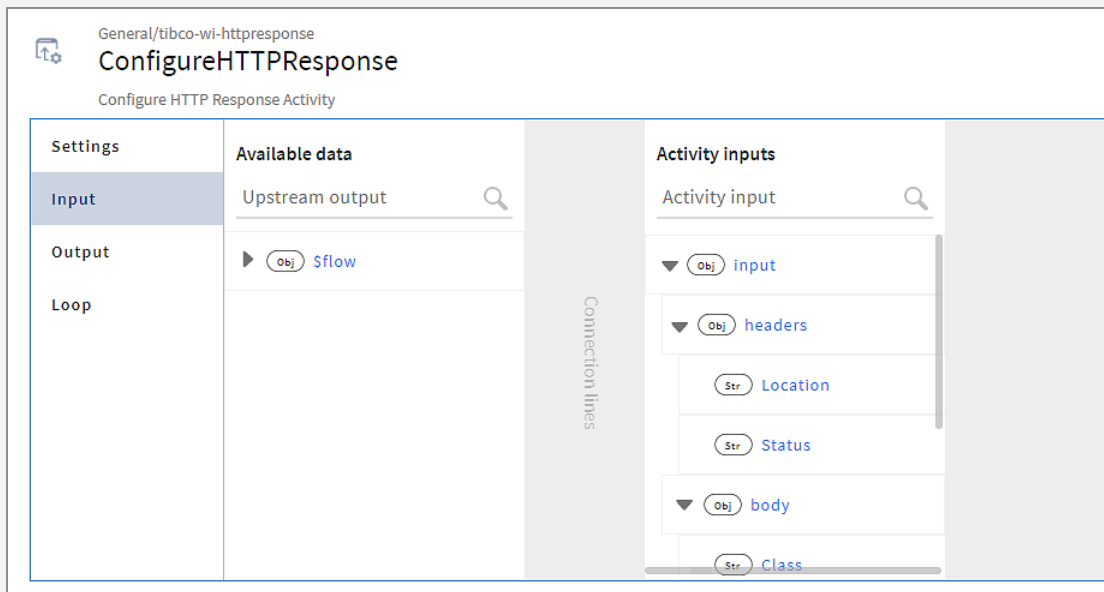 General/tibco-wi-httpresponse
ConfigureHTTPResponse
Configure HTTP Response Activity
Settings
Input
Output
Loop
Available data
Upstream output
Obj $flow
Connection lines
Activity inputs
Activity input
Obj input
Obj headers
Str Location
Str Status
Obj body
Str Class